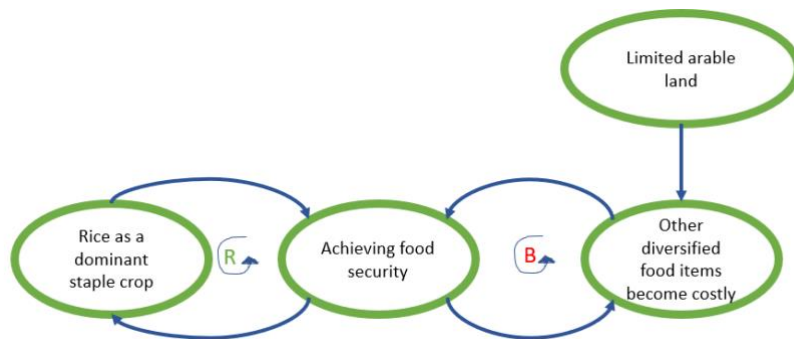 Limited arable
land
Rice as a
dominant
staple crop
R
Achieving food
security
B
Other
diversified
food items
become costly